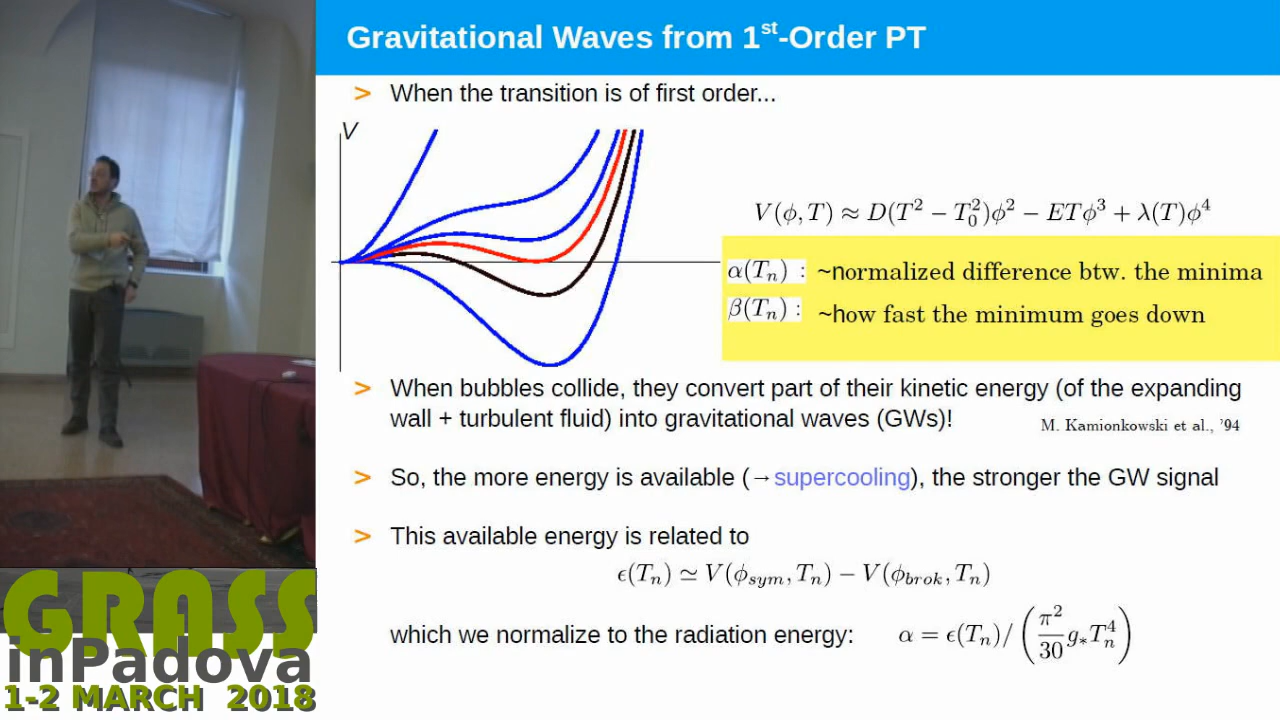 Gravitational Waves from 1st-Order PT
> When the transition is of first order...
V
V(ϕ, T) ≈ D(T² − T₀²)ϕ² − ETϕ³ + λ(T)ϕ⁴
α(Tₙ) : ~normalized difference btw. the minima
β(Tₙ) : ~how fast the minimum goes down
> When bubbles collide, they convert part of their kinetic energy (of the expanding
wall + turbulent fluid) into gravitational waves (GWs)!
M. Kamionkowski et al., '94
> So, the more energy is available (→supercooling), the stronger the GW signal
> This available energy is related to
ϵ(Tₙ) ≃ V(ϕ_sym, Tₙ) − V(ϕ_brok, Tₙ)
which we normalize to the radiation energy: α = ϵ(Tₙ)/ (π²/30 g∗Tₙ⁴)
GRASS
inPadova
1-2 MARCH 2018